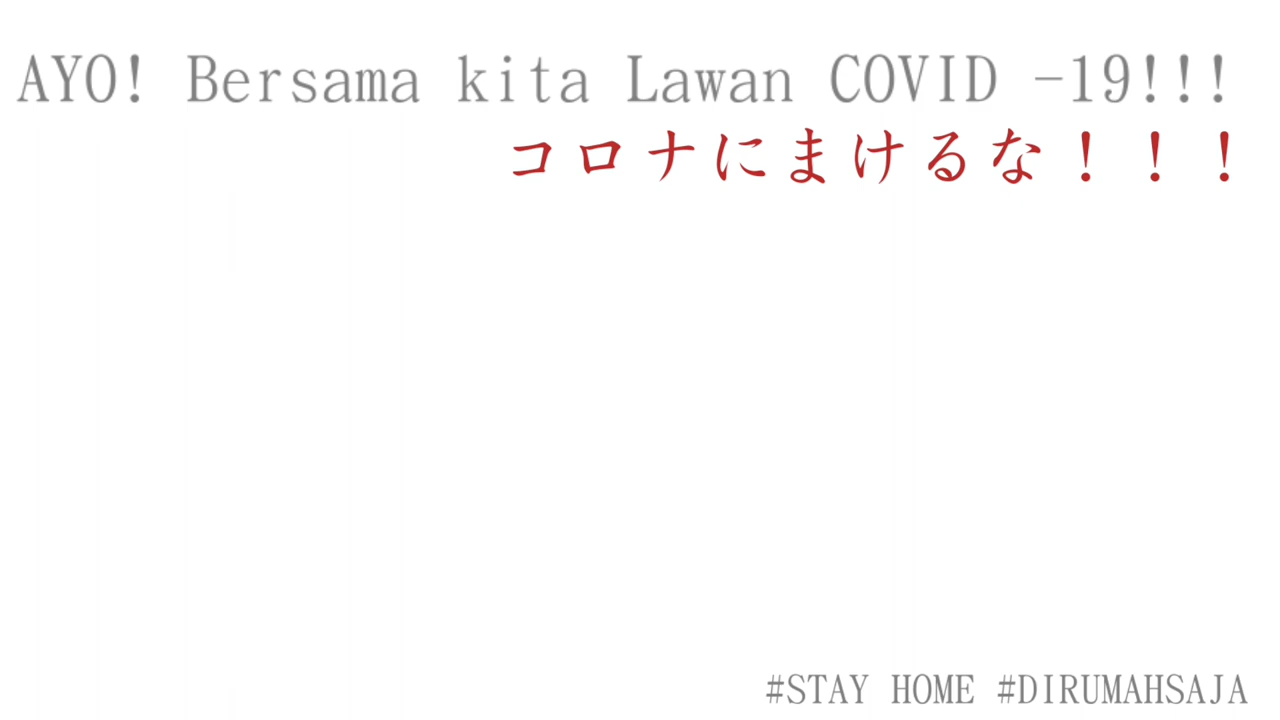 AYO! Bersama kita Lawan COVID -19!!!
コロナにまけるな！！！
#STAY HOME #DIRUMAHSAJA